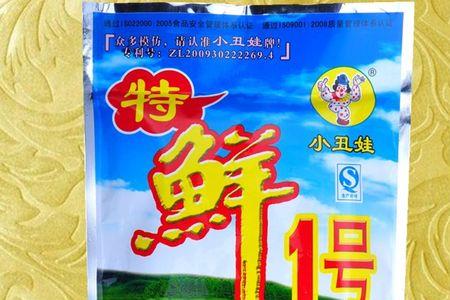 通过ISO22000：2005食品安全管理体系认证 通过ISO9001：2008质量管理体系认证
众多模仿、请认准小丑娃牌！
专利号：ZL200930222269.4
特
鲜
1号
®
小丑娃
QS